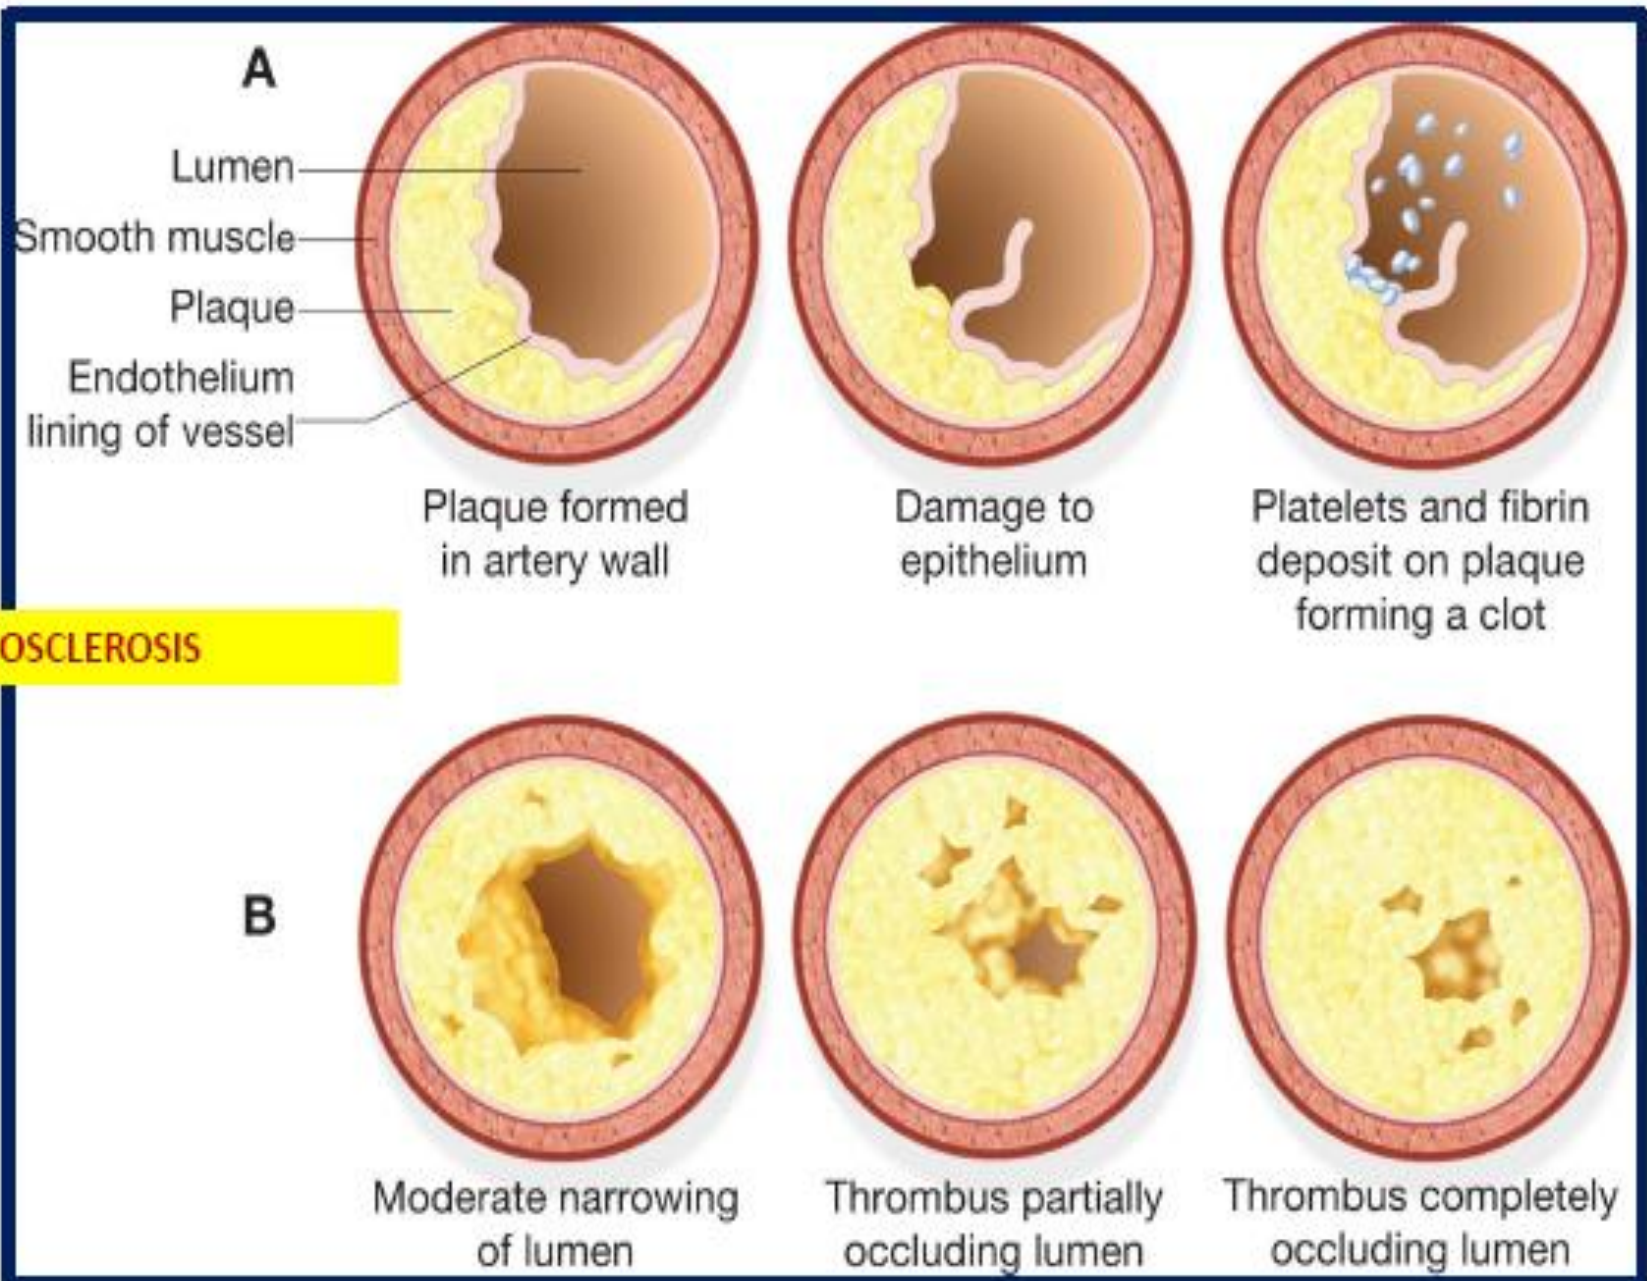 A
Lumen
Smooth muscle
Plaque
Endothelium
lining of vessel
Plaque formed
in artery wall
Damage to
epithelium
Platelets and fibrin
deposit on plaque
forming a clot
OSCLEROSIS
B
Moderate narrowing
of lumen
Thrombus partially
occluding lumen
Thrombus completely
occluding lumen